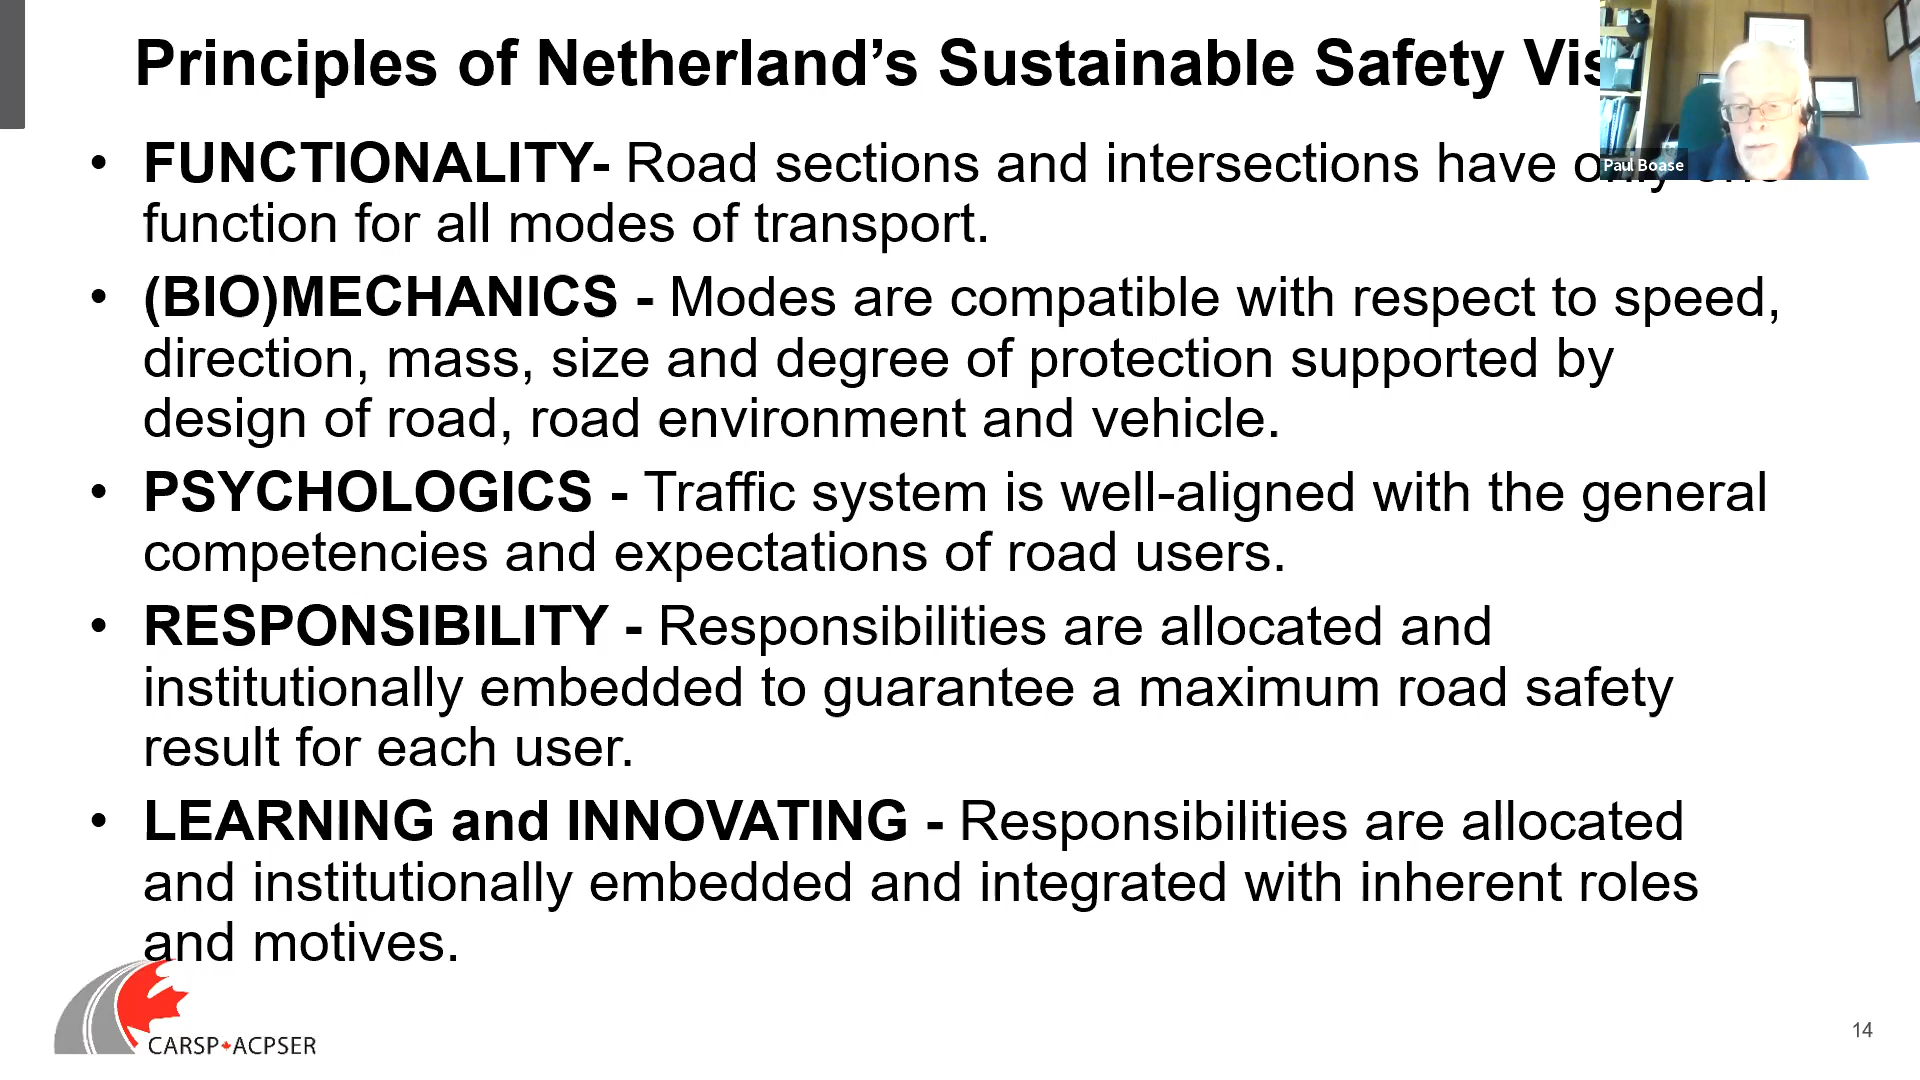 Principles of Netherland’s Sustainable Safety
• FUNCTIONALITY- Road sections and intersections have only
function for all modes of transport.
• (BIO)MECHANICS - Modes are compatible with respect to speed,
direction, mass, size and degree of protection supported by
design of road, road environment and vehicle.
• PSYCHOLOGICS - Traffic system is well-aligned with the general
competencies and expectations of road users.
• RESPONSIBILITY - Responsibilities are allocated and
institutionally embedded to guarantee a maximum road safety
result for each user.
• LEARNING and INNOVATING - Responsibilities are allocated
and institutionally embedded and integrated with inherent roles
and motives.
Paul Boase
CARSP ACPSER
14